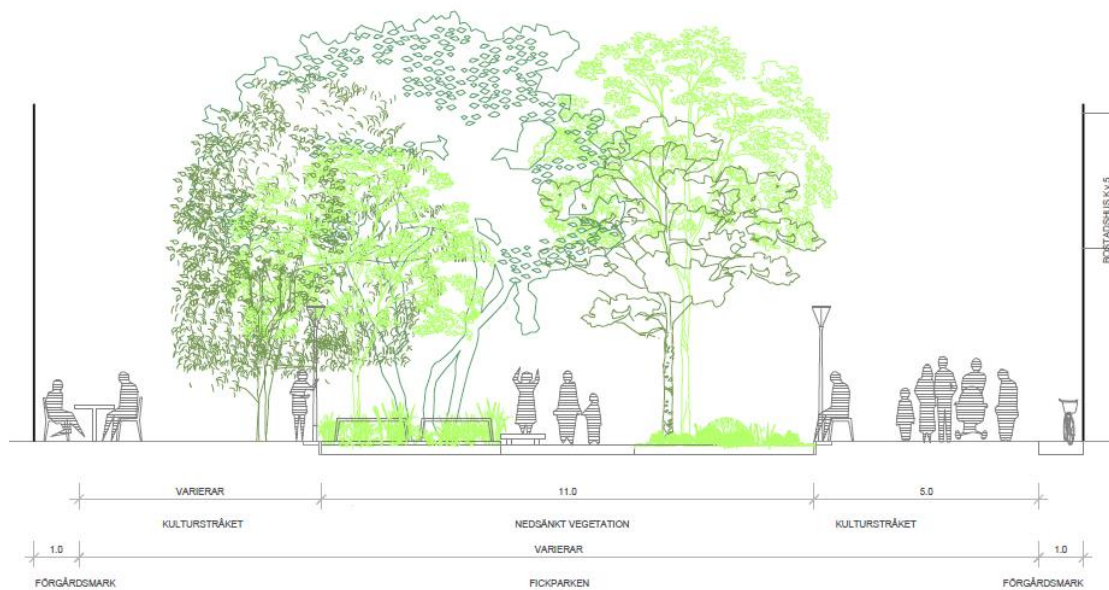 BOSTADSHUS KV.5
VARIERAR 11.0 5.0
KULTURSTRÅKET NEDSÄNKT VEGETATION KULTURSTRÅKET
1.0 VARIERAR 1.0
FÖRGÅRDSMARK FICKPARKEN FÖRGÅRDSMARK